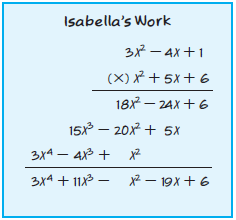 Isabella's Work
3x² − 4x + 1
(×) x² + 5x + 6
18x² − 24x + 6
15x³ − 20x² + 5x
3x⁴ − 4x³ + x²
3x⁴ + 11x³ − x² − 19x + 6